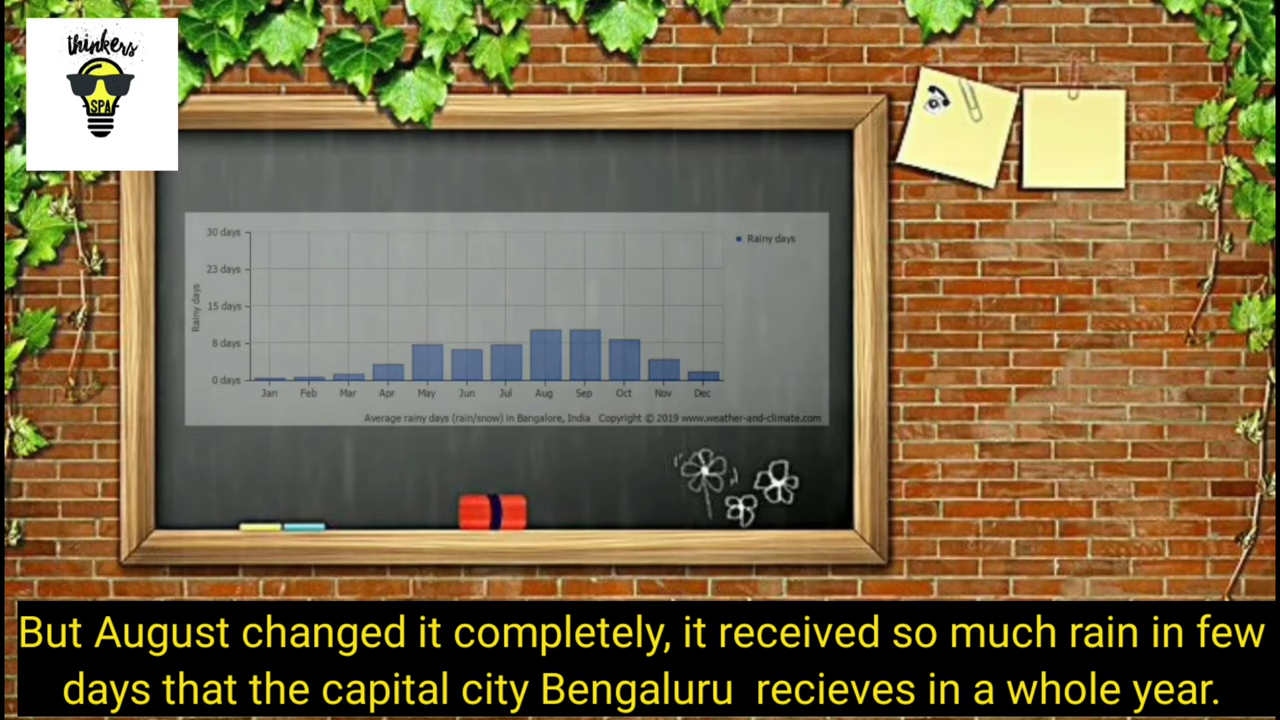 thinkers
SPA
30 days
23 days
15 days
8 days
0 days
Rainy days
Rainy days
Jan Feb Mar Apr May Jun Jul Aug Sep Oct Nov Dec
Average rainy days (rain/snow) in Bangalore, India Copyright © 2019 www.weather-and-climate.com
But August changed it completely, it received so much rain in few
days that the capital city Bengaluru recieves in a whole year.